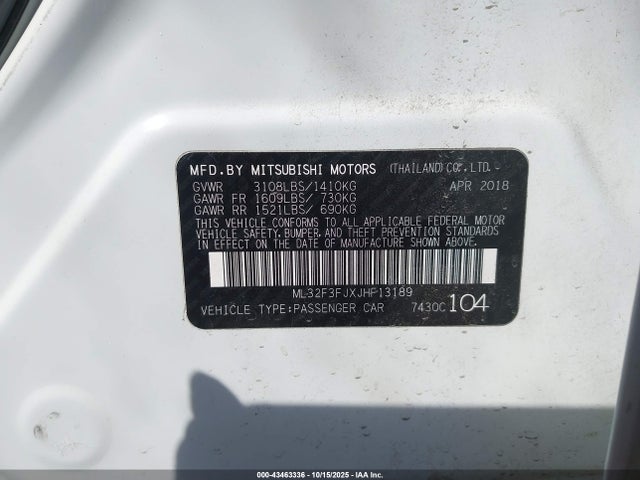 MFD.BY MITSUBISHI MOTORS (THAILAND)CO.,LTD.
GVWR 3108LBS/1410KG APR 2018
GAWR FR 1609LBS/ 730KG
GAWR RR 1521LBS/ 690KG
THIS VEHICLE CONFORMS TO ALL APPLICABLE FEDERAL MOTOR
VEHICLE SAFETY,BUMPER,AND THEFT PREVENTION STANDARDS
IN EFFECT ON THE DATE OF MANUFACTURE SHOWN ABOVE.
ML32F3FJXJHF13189
VEHICLE TYPE:PASSENGER CAR 7430C 104
000-43463336 - 10/15/2025 - IAA Inc.